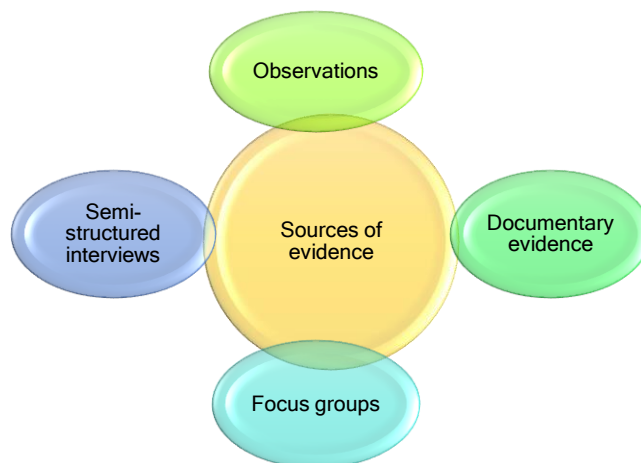 Observations
Semi-
structured
interviews
Sources of
evidence
Documentary
evidence
Focus groups